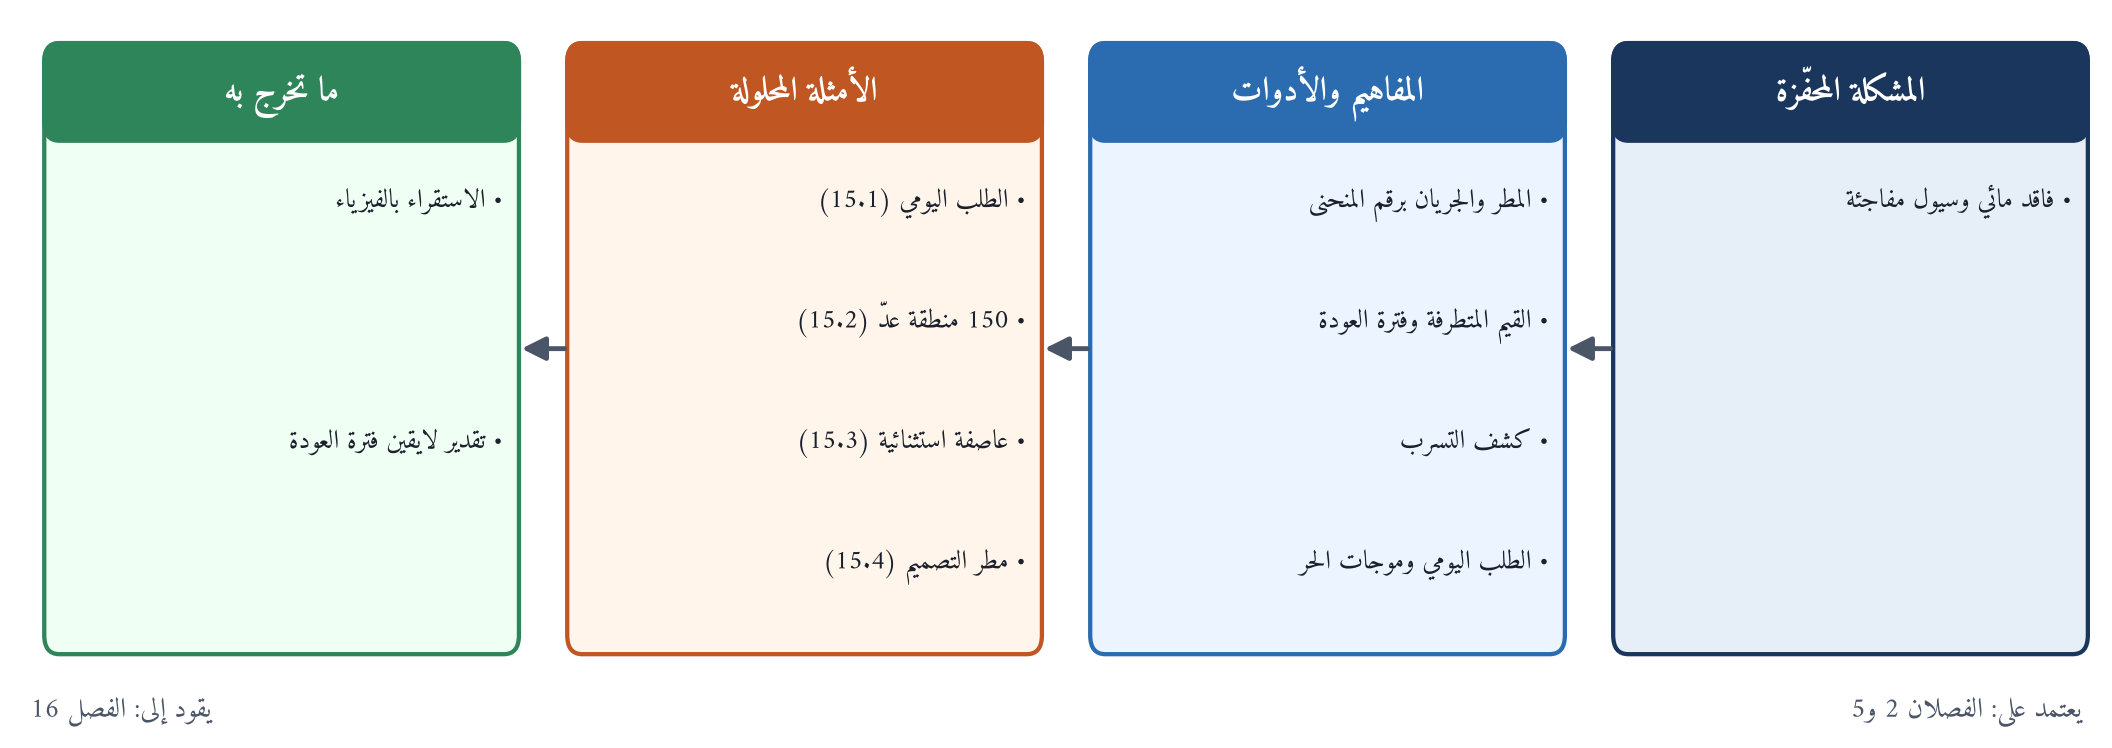 المشكلة المحفّزة
• فاقد مائي وسيول مفاجئة
المفاهيم والأدوات
• المطر والجريان برقم المنحنى
• القيم المتطرفة وفترة العودة
• كشف التسرب
• الطلب اليومي وموجات الحر
الأمثلة المحلولة
• الطلب اليومي (15.1)
• 150 منطقة عدّ (15.2)
• عاصفة استثنائية (15.3)
• مطر التصميم (15.4)
ما تخرج به
• الاستقراء بالفيزياء
• تقدير لايقين فترة العودة
يعتمد على: الفصلان 2 و5
يقود إلى: الفصل 16